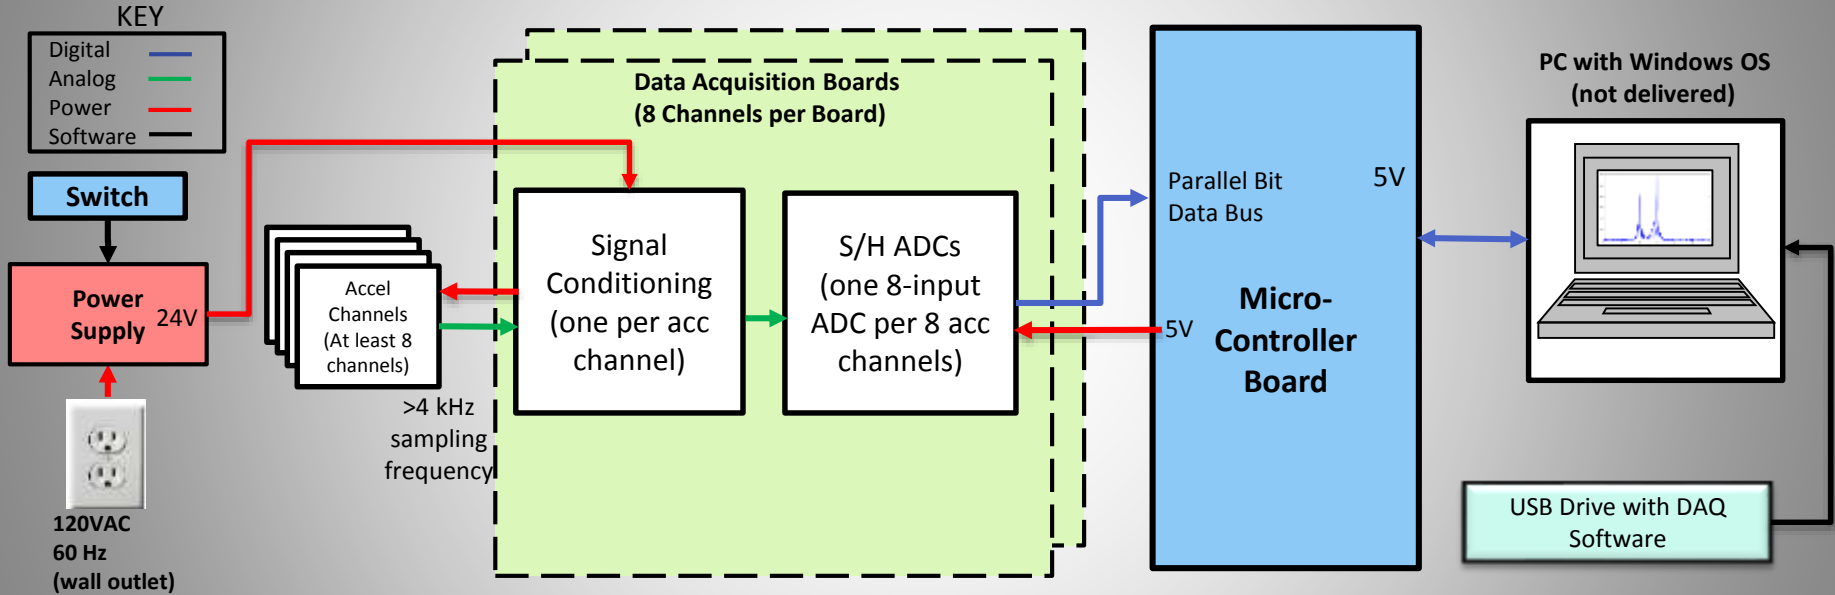 KEY
Digital
Analog
Power
Software
Switch
Power
Supply
24V
120VAC
60 Hz
(wall outlet)
Accel
Channels
(At least 8
channels)
>4 kHz
sampling
frequency
Data Acquisition Boards
(8 Channels per Board)
Signal
Conditioning
(one per acc
channel)
S/H ADCs
(one 8-input
ADC per 8 acc
channels)
Parallel Bit
Data Bus
5V
5V
Micro-
Controller
Board
PC with Windows OS
(not delivered)
USB Drive with DAQ
Software